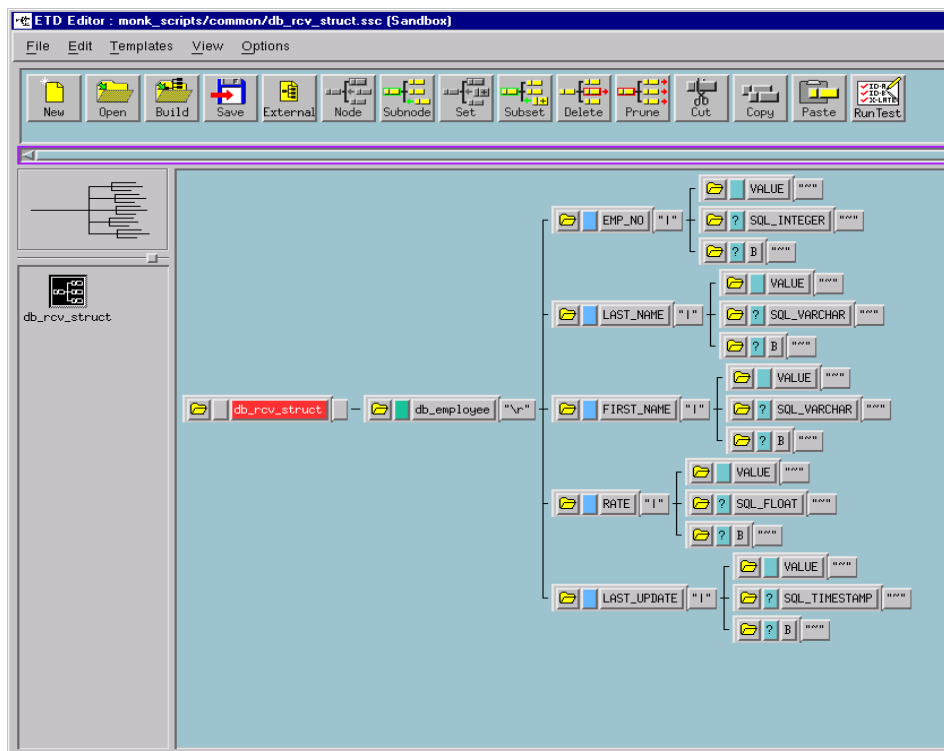 ETD Editor : monk_scripts/common/db_rcv_struct.ssc (Sandbox)
File Edit Templates View Options
New Open Build Save External Node Subnode Set Subset Delete Prune Cut Copy Paste RunTest
VALUE "~"
EMP_NO "|" ? SQL_INTEGER "~"
? B "~"
VALUE "~"
db_rcv_struct
LAST_NAME "|" ? SQL_VARCHAR "~"
? B "~"
VALUE "~"
db_rcv_struct db_employee "\r" FIRST_NAME "|" ? SQL_VARCHAR "~"
? B "~"
VALUE "~"
RATE "|" ? SQL_FLOAT "~"
? B "~"
VALUE "~"
LAST_UPDATE "|" ? SQL_TIMESTAMP "~"
? B "~"